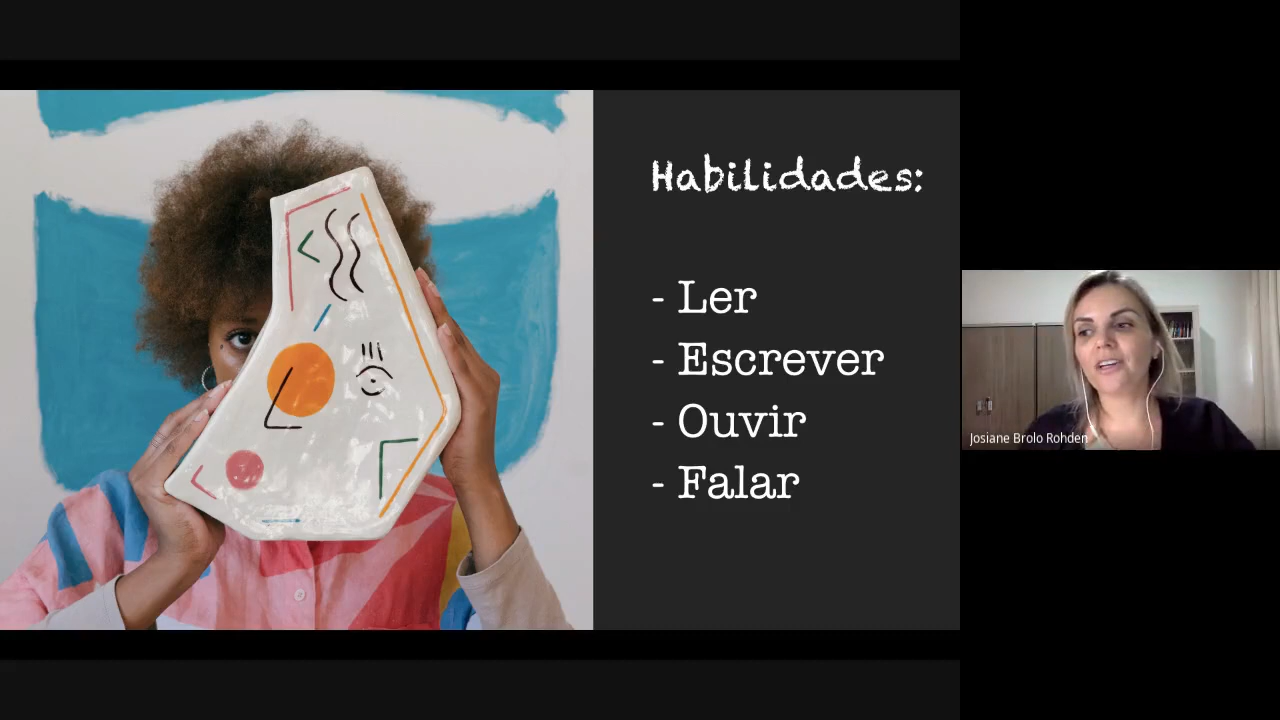 Habilidades:
- Ler
- Escrever
- Ouvir
- Falar
Josiane Brolo Rohden